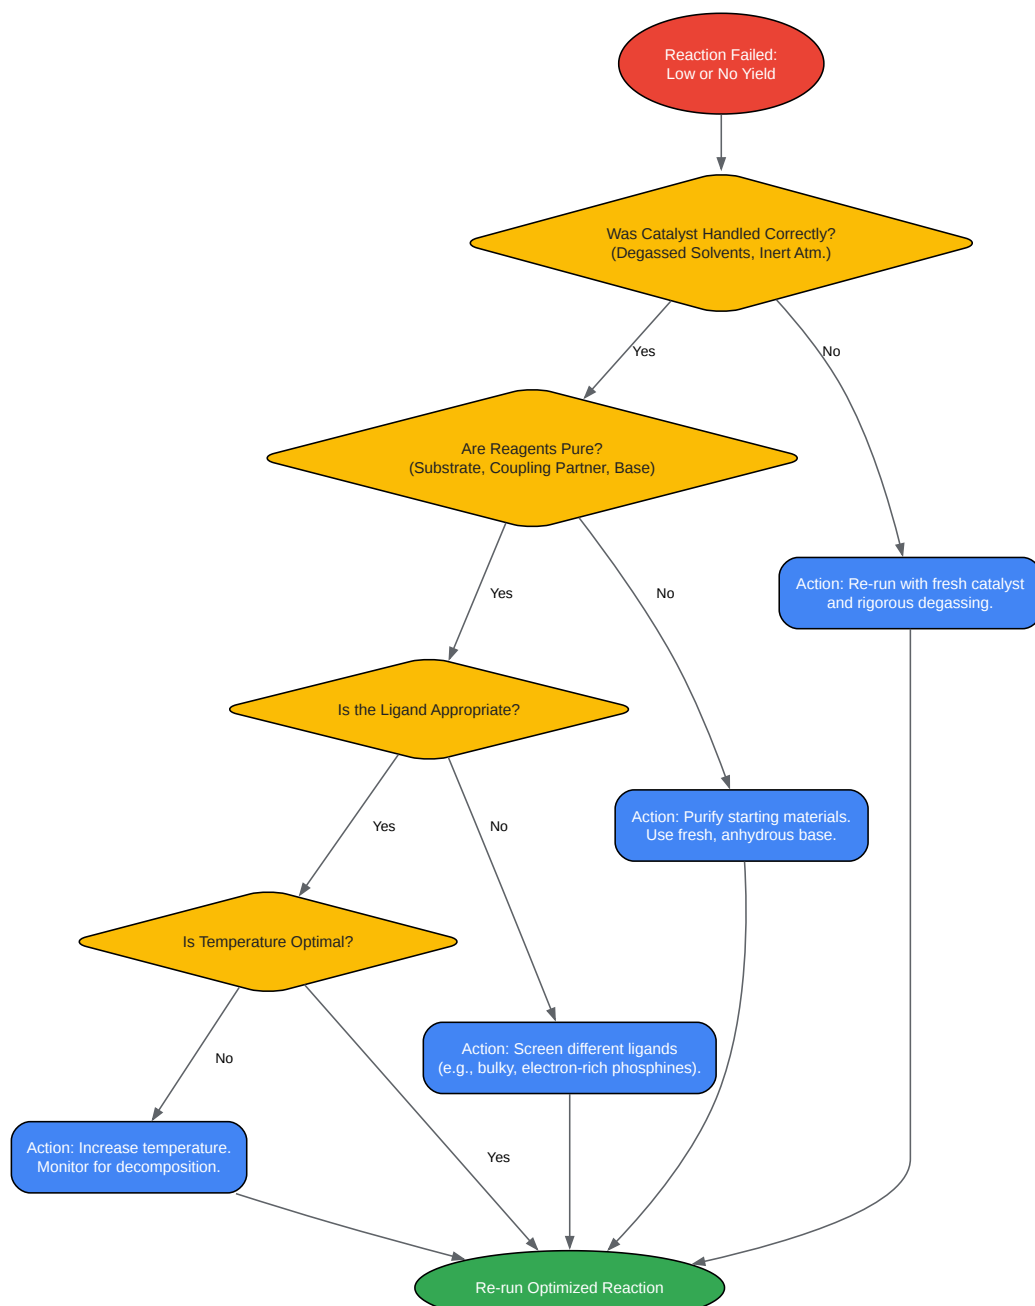 Reaction Failed:
Low or No Yield
Was Catalyst Handled Correctly?
(Degassed Solvents, Inert Atm.)
Yes
No
Are Reagents Pure?
(Substrate, Coupling Partner, Base)
Yes
No
Action: Re-run with fresh catalyst
and rigorous degassing.
Is the Ligand Appropriate?
Yes
No
Action: Purify starting materials.
Use fresh, anhydrous base.
Is Temperature Optimal?
No
Yes
Action: Screen different ligands
(e.g., bulky, electron-rich phosphines).
Action: Increase temperature.
Monitor for decomposition.
Re-run Optimized Reaction